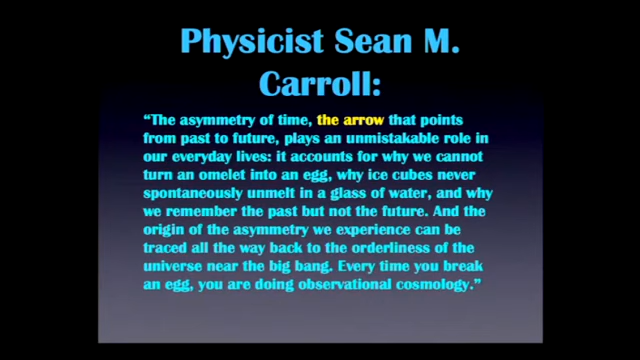 Physicist Sean M.
Carroll:
“The asymmetry of time, the arrow that points
from past to future, plays an unmistakable role in
our everyday lives: it accounts for why we cannot
turn an omelet into an egg, why ice cubes never
spontaneously unmelt in a glass of water, and why
we remember the past but not the future. And the
origin of the asymmetry we experience can be
traced all the way back to the orderliness of the
universe near the big bang. Every time you break
an egg, you are doing observational cosmology.”